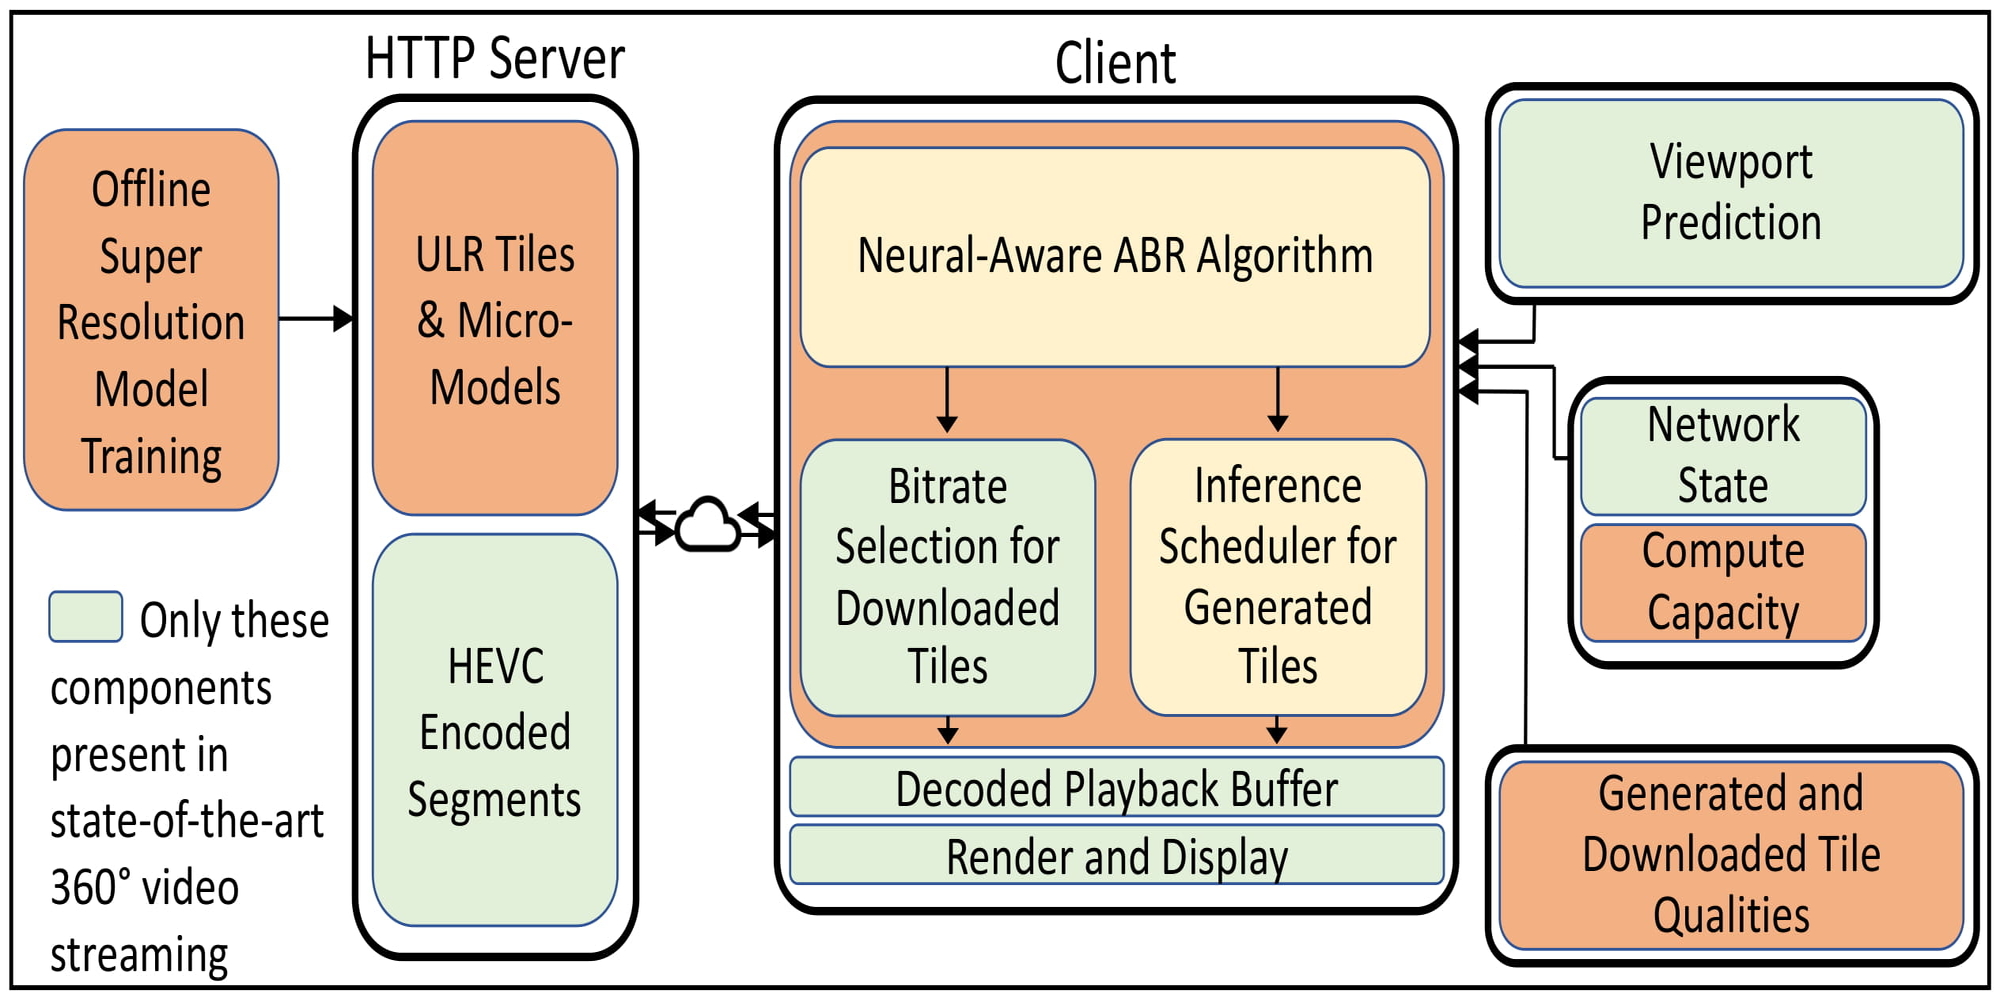 HTTP Server
Client
Offline
Super
Resolution
Model
Training
ULR Tiles
& Micro-
Models
HEVC
Encoded
Segments
Only these
components
present in
state-of-the-art
360° video
streaming
Neural-Aware ABR Algorithm
Bitrate
Selection for
Downloaded
Tiles
Inference
Scheduler for
Generated
Tiles
Decoded Playback Buffer
Render and Display
Viewport
Prediction
Network
State
Compute
Capacity
Generated and
Downloaded Tile
Qualities